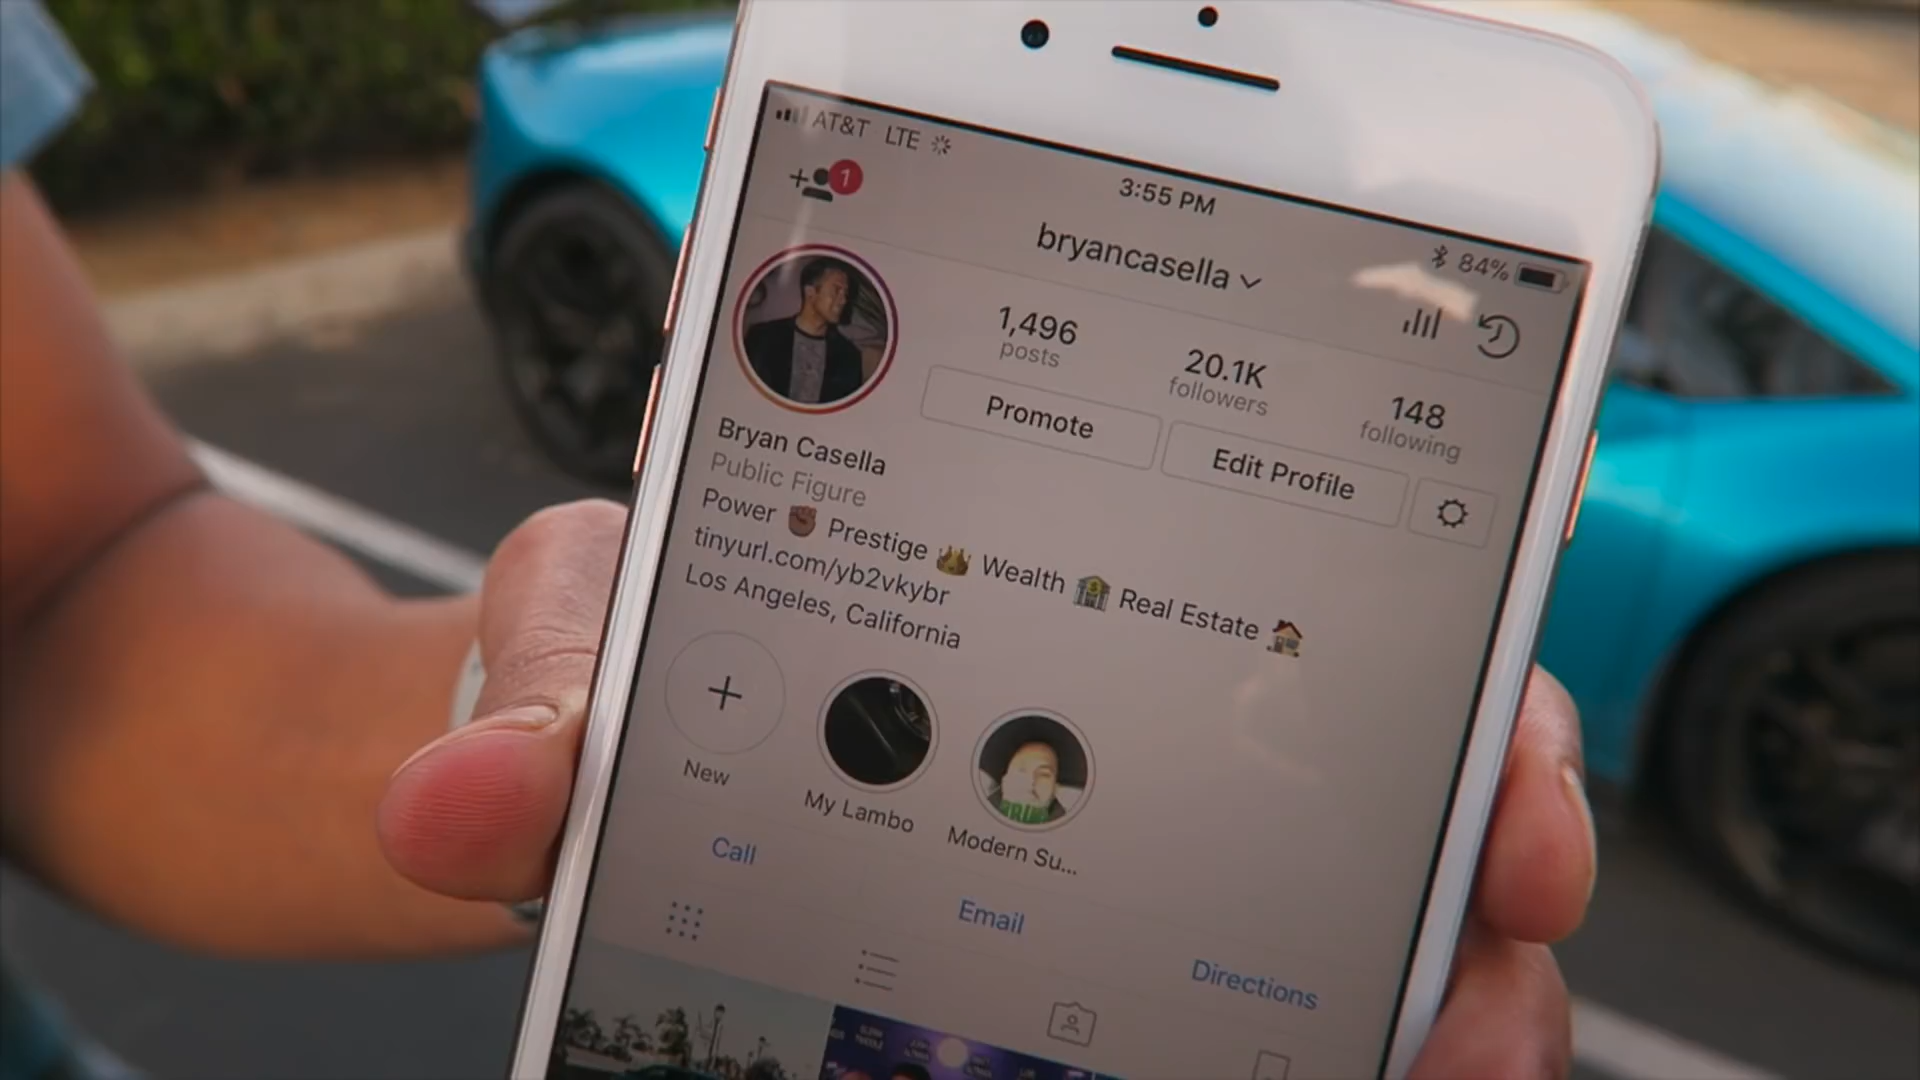 AT&T LTE
3:55 PM
84%
1
bryancasella
1,496 posts
20.1K followers
148 following
Promote
Edit Profile
Bryan Casella
Public Figure
Power ✊🏾 Prestige 👑 Wealth 🏦 Real Estate 🏠
tinyurl.com/yb2vkybr
Los Angeles, California
New
My Lambo
Modern Su...
Call
Email
Directions